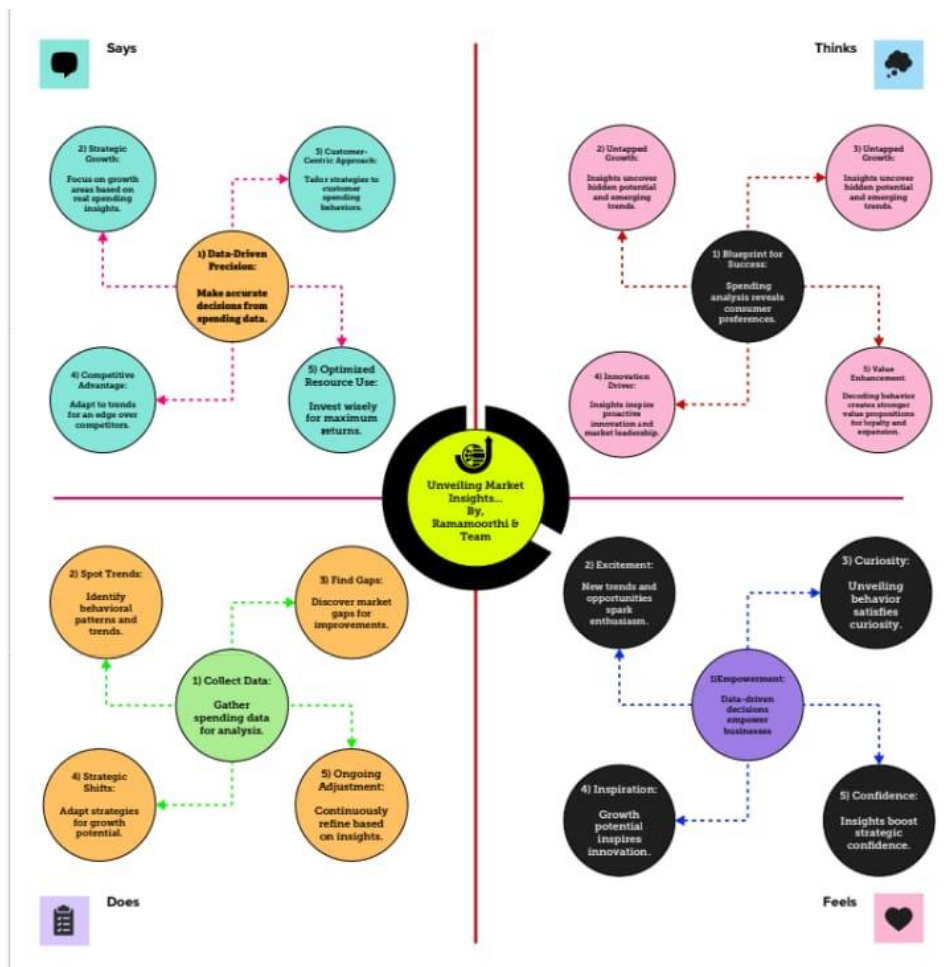 Says
2) Strategic
Growth:
Focus on growth
areas based on
real spending
insights.
3) Customer-
Centric Approach:
Tailor strategies to
customer
spending
behaviors.
1) Data-Driven
Precision:
Make accurate
decisions from
spending data.
4) Competitive
Advantage:
Adapt to trends
for an edge over
competitors.
5) Optimized
Resource Use:
Invest wisely
for maximum
returns.
Thinks
2) Untapped
Growth:
Insights uncover
hidden potential
and emerging
trends.
3) Untapped
Growth:
Insights uncover
hidden potential
and emerging
trends.
1) Blueprint for
Success:
Spending
analysis reveals
consumer
preferences.
4) Innovation
Driver:
Insights inspire
proactive
innovation and
market leadership.
5) Value
Enhancement:
Decoding behavior
creates stronger
value propositions
for loyalty and
expansion.
Unveiling Market
Insights...
By,
Ramamoorthi &
Team
2) Spot Trends:
Identify
behavioral
patterns and
trends.
3) Find Gaps:
Discover market
gaps for
improvements.
1) Collect Data:
Gather
spending data
for analysis.
4) Strategic
Shifts:
Adapt strategies
for growth
potential.
5) Ongoing
Adjustment:
Continuously
refine based
on insights.
Does
2) Excitement:
New trends and
opportunities
spark
enthusiasm.
3) Curiosity:
Unveiling
behavior
satisfies
curiosity.
1)Empowerment:
Data-driven
decisions
empower
businesses
4) Inspiration:
Growth
potential
inspires
innovation.
5) Confidence:
Insights boost
strategic
confidence.
Feels